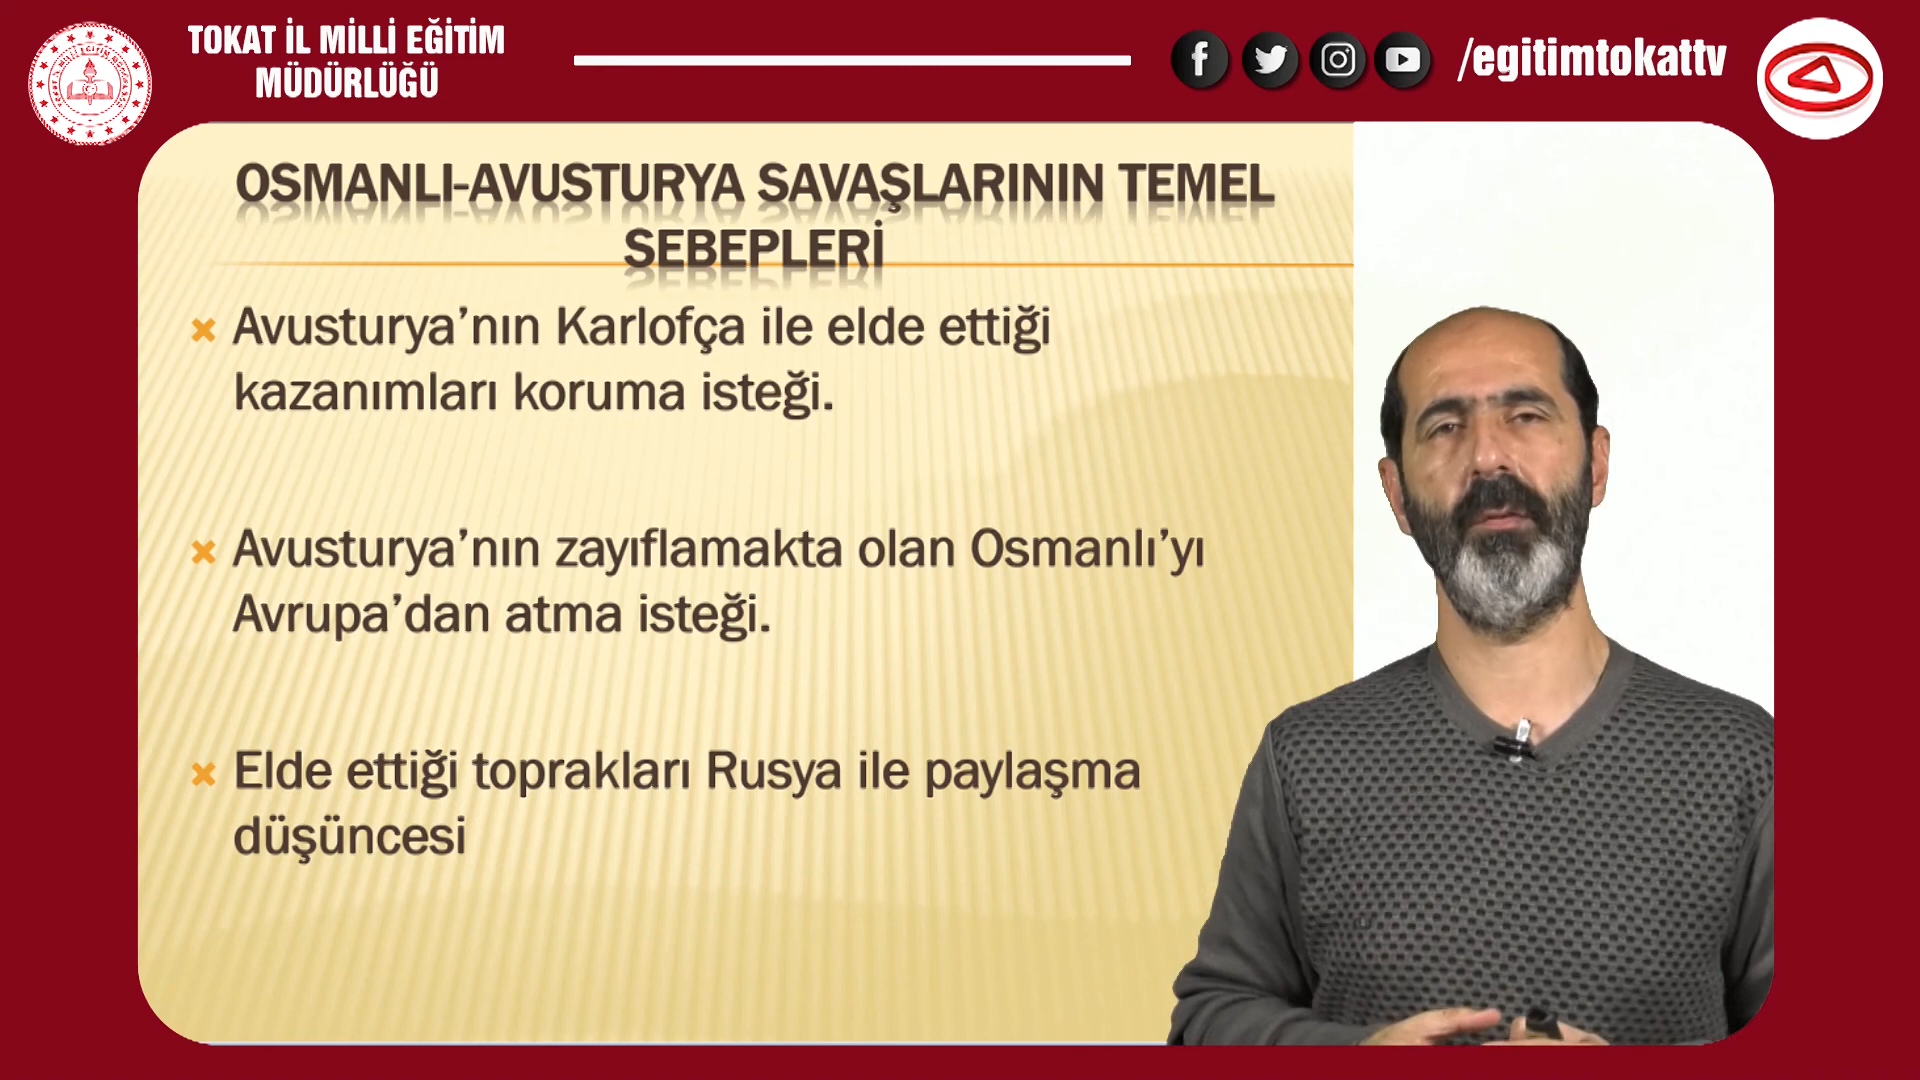 TOKAT İL MİLLİ EĞİTİM
MÜDÜRLÜĞÜ
/egitimtokattv
OSMANLI-AVUSTURYA SAVAŞLARININ TEMEL
SEBEPLERİ
Avusturya’nın Karlofça ile elde ettiği
kazanımları koruma isteği.
Avusturya’nın zayıflamakta olan Osmanlı’yı
Avrupa’dan atma isteği.
Elde ettiği toprakları Rusya ile paylaşma
düşüncesi